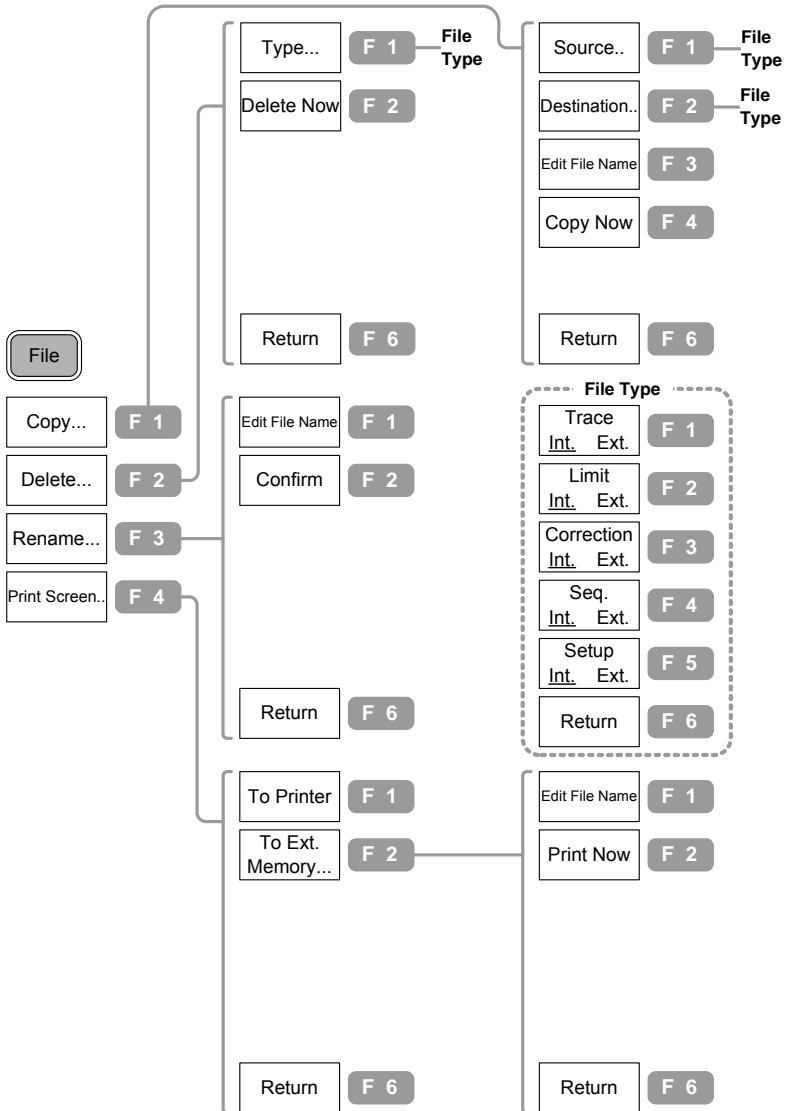 File
Copy...
F 1
Delete...
F 2
Rename...
F 3
Print Screen..
F 4
Type...
F 1
File
Type
Delete Now
F 2
Return
F 6
Source..
F 1
File
Type
Destination..
F 2
File
Type
Edit File Name
F 3
Copy Now
F 4
Return
F 6
Edit File Name
F 1
Confirm
F 2
Return
F 6
File Type
Trace
Int. Ext.
F 1
Limit
Int. Ext.
F 2
Correction
Int. Ext.
F 3
Seq.
Int. Ext.
F 4
Setup
Int. Ext.
F 5
Return
F 6
To Printer
F 1
To Ext.
Memory...
F 2
Return
F 6
Edit File Name
F 1
Print Now
F 2
Return
F 6